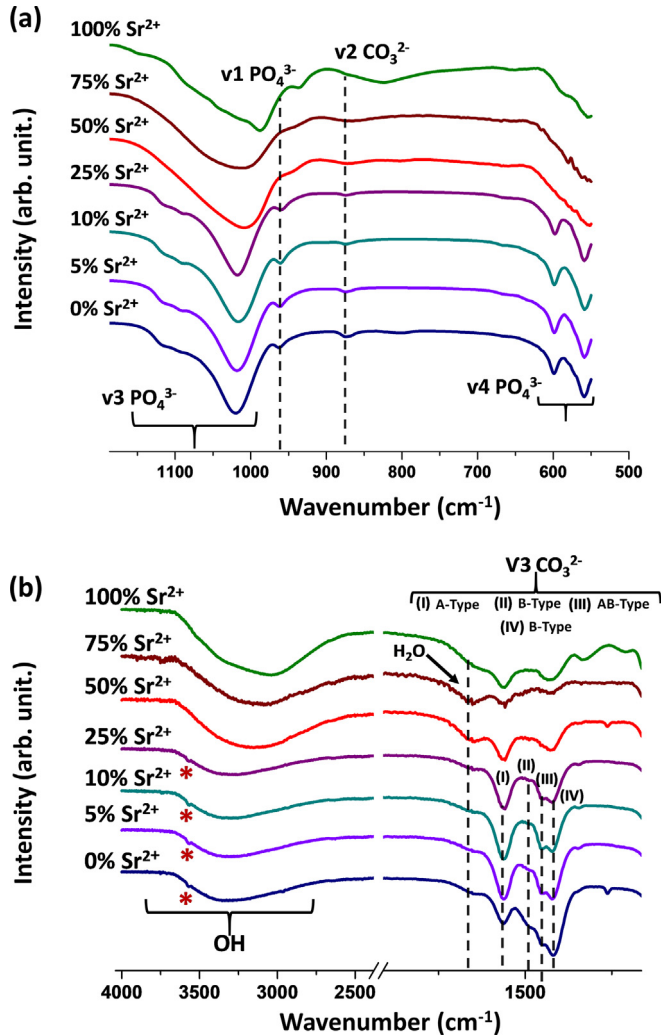 (a)
100% Sr²⁺
75% Sr²⁺
50% Sr²⁺
25% Sr²⁺
10% Sr²⁺
5% Sr²⁺
0% Sr²⁺
v1 PO₄³⁻
v2 CO₃²⁻
v3 PO₄³⁻
v4 PO₄³⁻
Intensity (arb. unit.)
1100 1000 900 800 700 600 500
Wavenumber (cm⁻¹)
(b)
V3 CO₃²⁻
(I) A-Type (II) B-Type (III) AB-Type
(IV) B-Type
100% Sr²⁺
75% Sr²⁺
50% Sr²⁺
25% Sr²⁺
10% Sr²⁺
5% Sr²⁺
0% Sr²⁺
H₂O
(I)
(II)
(III)
(IV)
*
*
*
*
OH
Intensity (arb. unit.)
4000 3500 3000 2500 1500
Wavenumber (cm⁻¹)